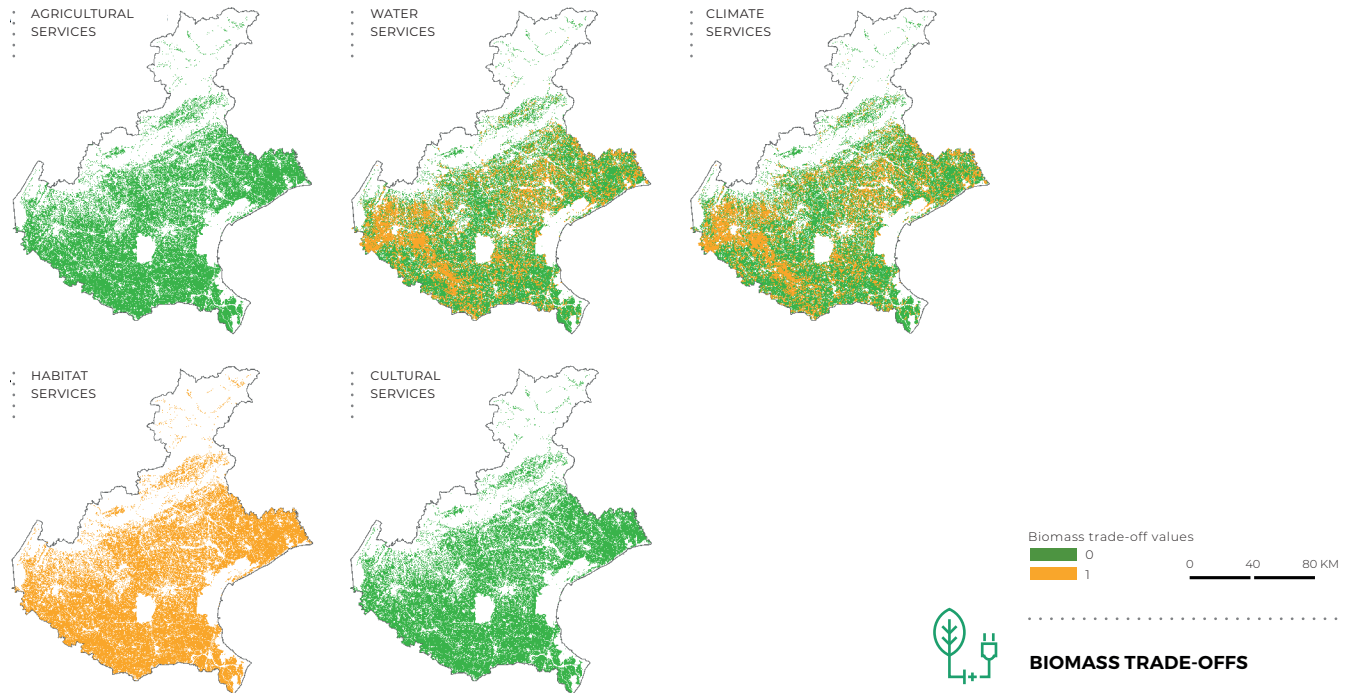 AGRICULTURAL
SERVICES
WATER
SERVICES
CLIMATE
SERVICES
HABITAT
SERVICES
CULTURAL
SERVICES
Biomass trade-off values
0
1
0 40 80 KM
BIOMASS TRADE-OFFS